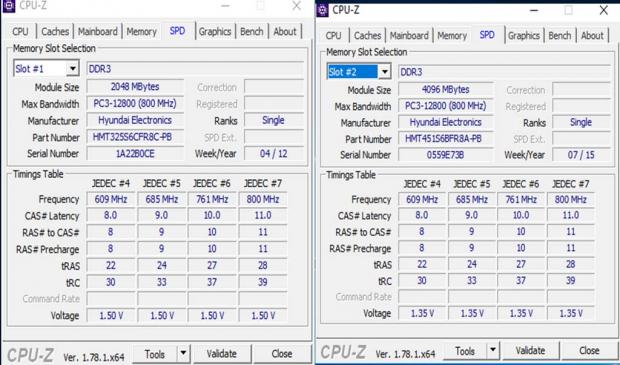 CPU-Z
CPU Caches Mainboard Memory SPD Graphics Bench About
Memory Slot Selection
Slot #1 DDR3
Module Size 2048 MBytes Correction
Max Bandwidth PC3-12800 (800 MHz) Registered
Manufacturer Hyundai Electronics Ranks Single
Part Number HMT325S6CFR8C-PB SPD Ext.
Serial Number 1A22B0CE Week/Year 04 / 12
Timings Table
JEDEC #4 JEDEC #5 JEDEC #6 JEDEC #7
Frequency 609 MHz 685 MHz 761 MHz 800 MHz
CAS# Latency 8.0 9.0 10.0 11.0
RAS# to CAS# 8 9 10 11
RAS# Precharge 8 9 10 11
tRAS 22 24 27 28
tRC 30 33 37 39
Command Rate
Voltage 1.50 V 1.50 V 1.50 V 1.50 V
CPU-Z Ver. 1.78.1.x64 Tools Validate Close
CPU-Z
CPU Caches Mainboard Memory SPD Graphics Bench About
Memory Slot Selection
Slot #2 DDR3
Module Size 4096 MBytes Correction
Max Bandwidth PC3-12800 (800 MHz) Registered
Manufacturer Hyundai Electronics Ranks Single
Part Number HMT451S6BFR8A-PB SPD Ext.
Serial Number 0559E73B Week/Year 07 / 15
Timings Table
JEDEC #4 JEDEC #5 JEDEC #6 JEDEC #7
Frequency 609 MHz 685 MHz 761 MHz 800 MHz
CAS# Latency 8.0 9.0 10.0 11.0
RAS# to CAS# 8 9 10 11
RAS# Precharge 8 9 10 11
tRAS 22 24 27 28
tRC 30 33 37 39
Command Rate
Voltage 1.35 V 1.35 V 1.35 V 1.35 V
CPU-Z Ver. 1.78.1.x64 Tools Validate Close